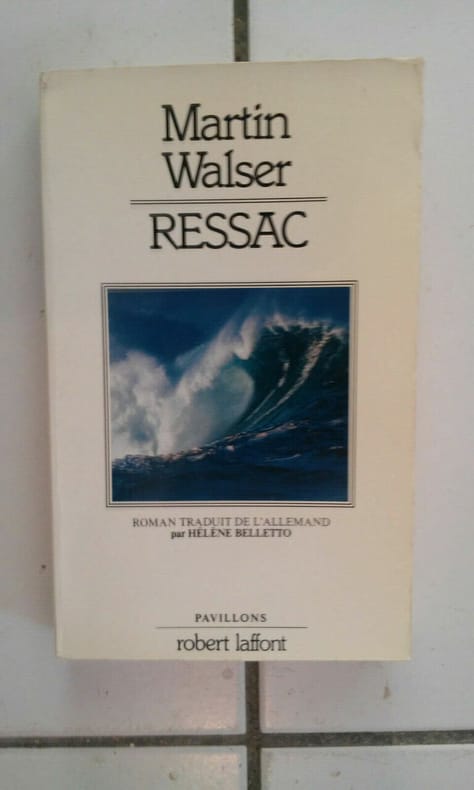 Martin
Walser
RESSAC
ROMAN TRADUIT DE L'ALLEMAND
par HÉLÈNE BELLETTO
PAVILLONS
robert laffont